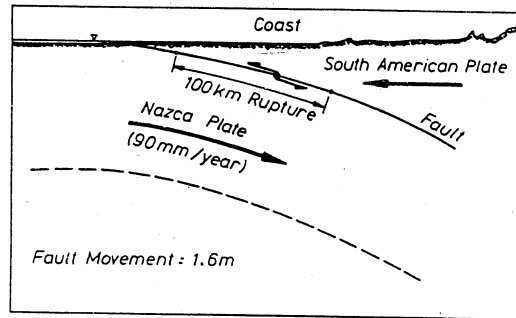 Coast
South American Plate
100km Rupture
Fault
Nazca Plate
(90mm/year)
Fault Movement: 1.6m